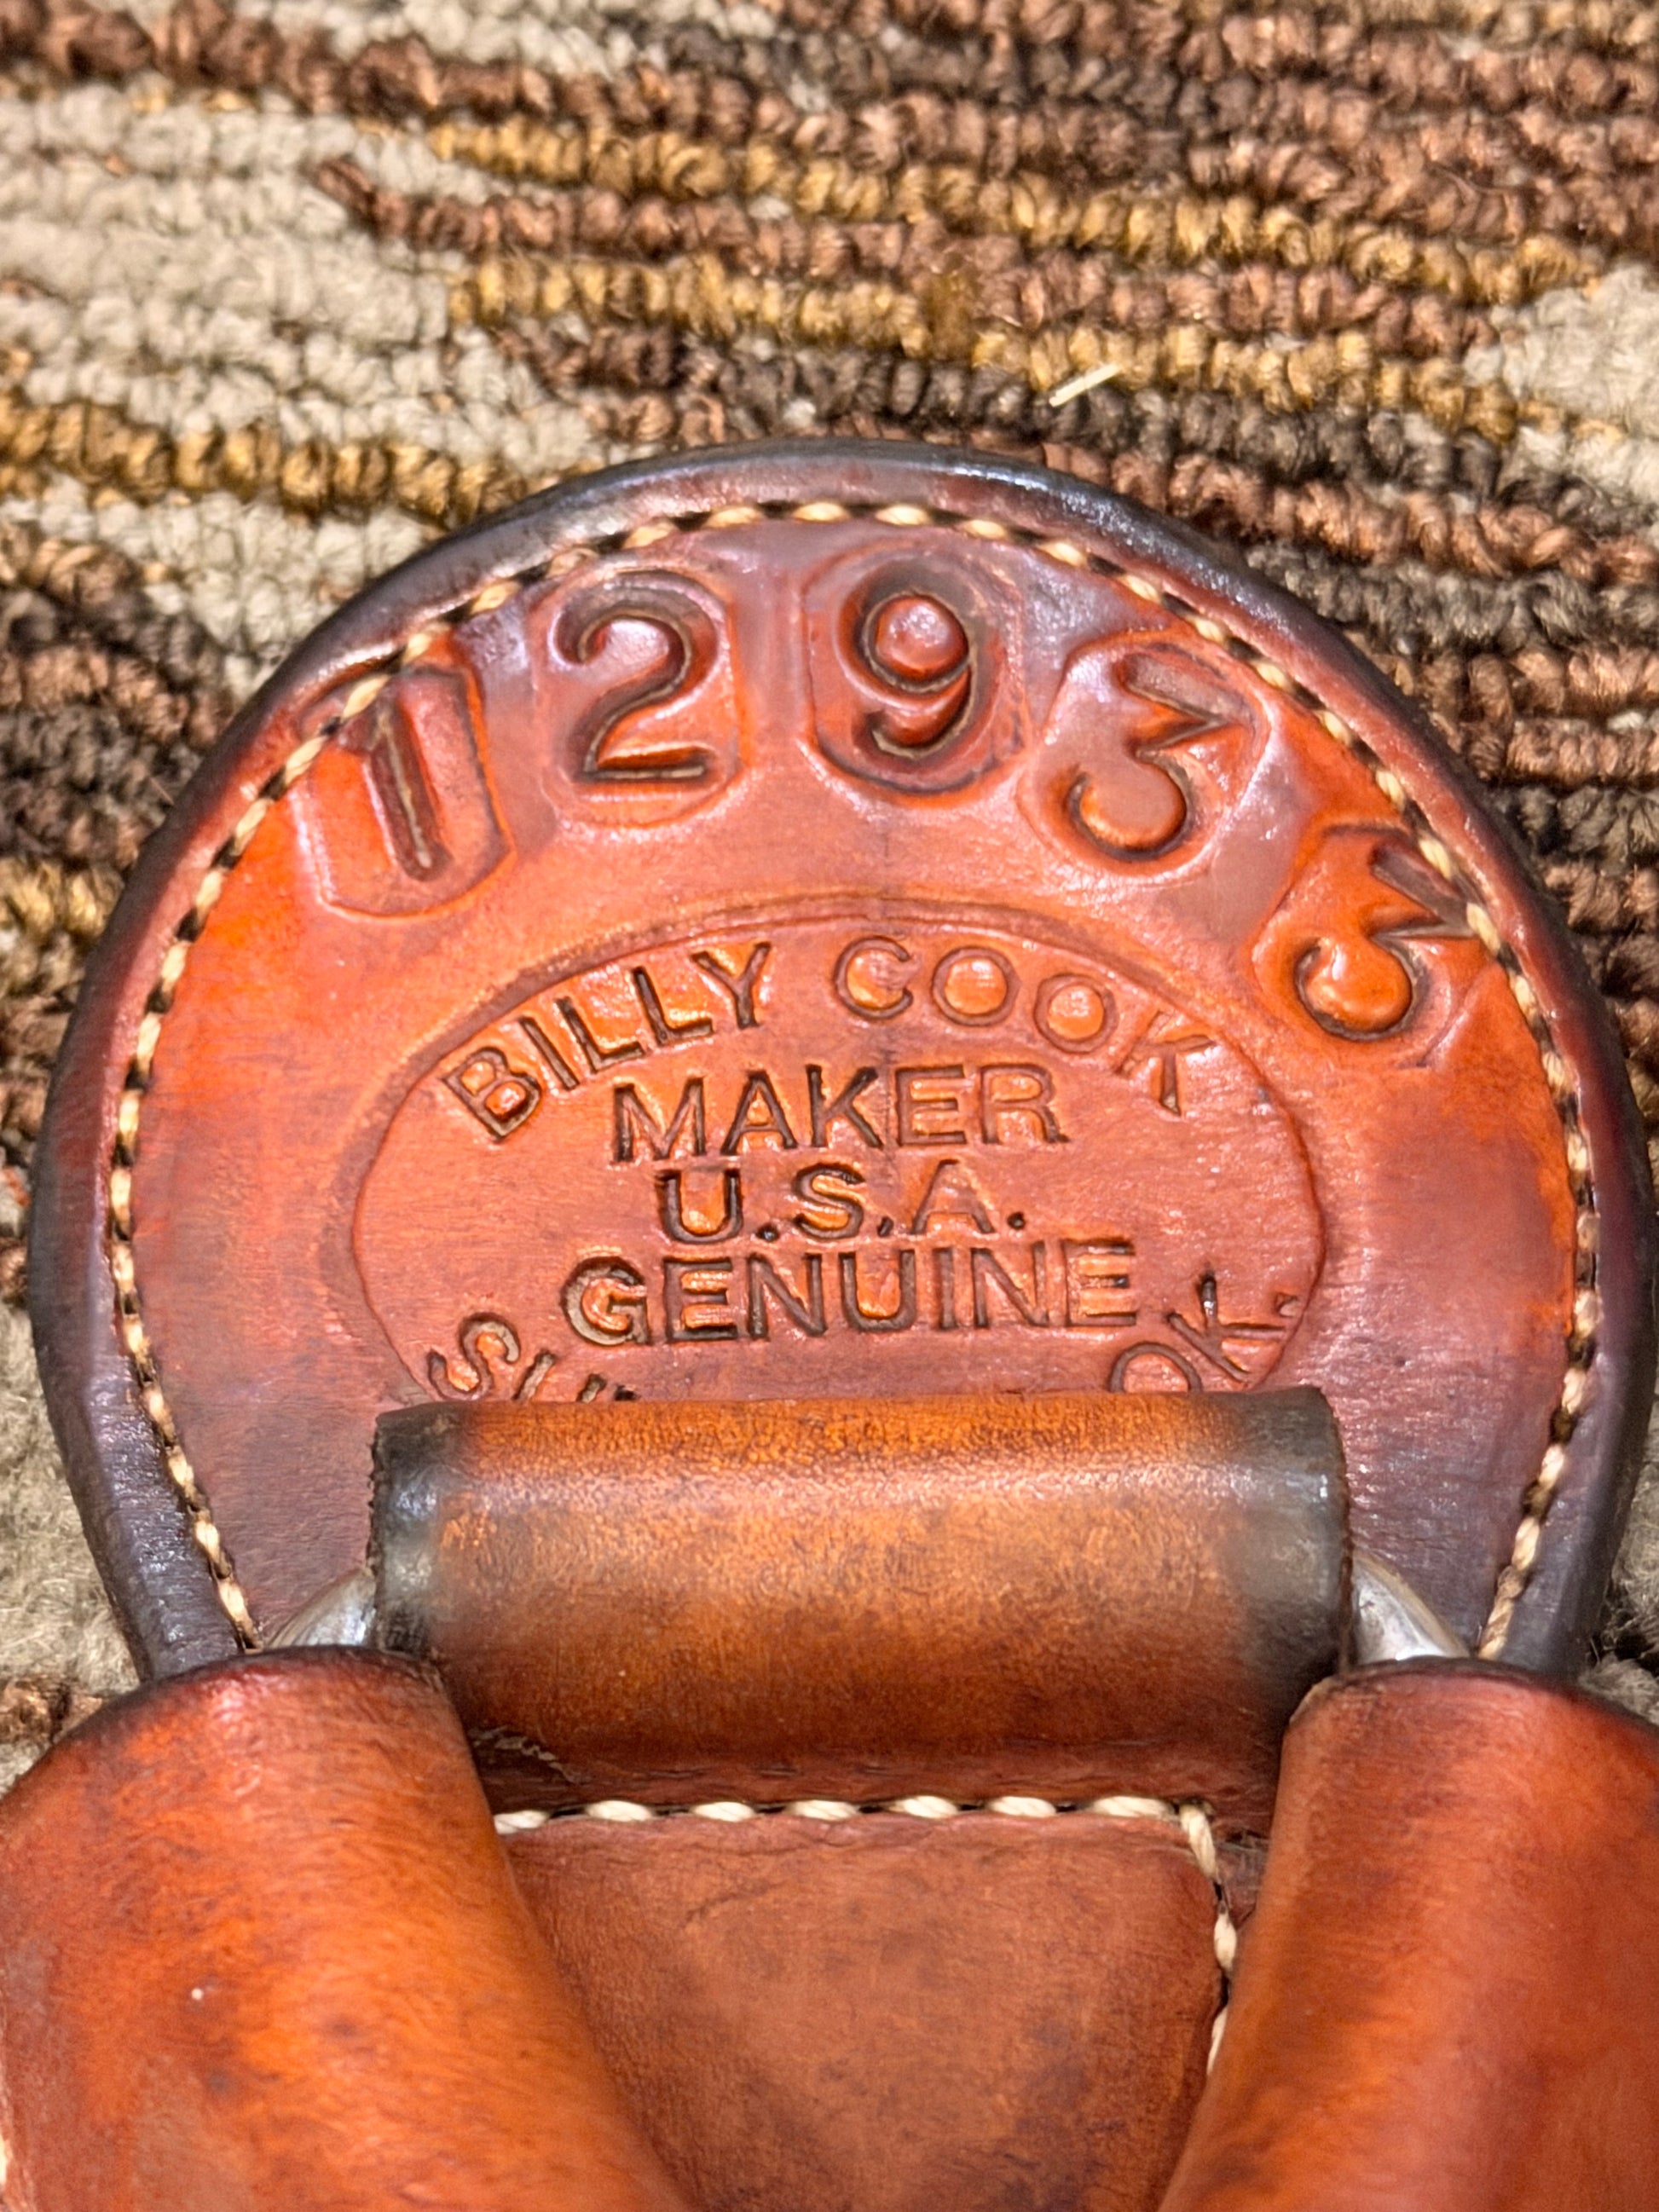 12933
BILLY COOK
MAKER
U.S.A.
GENUINE
OK.